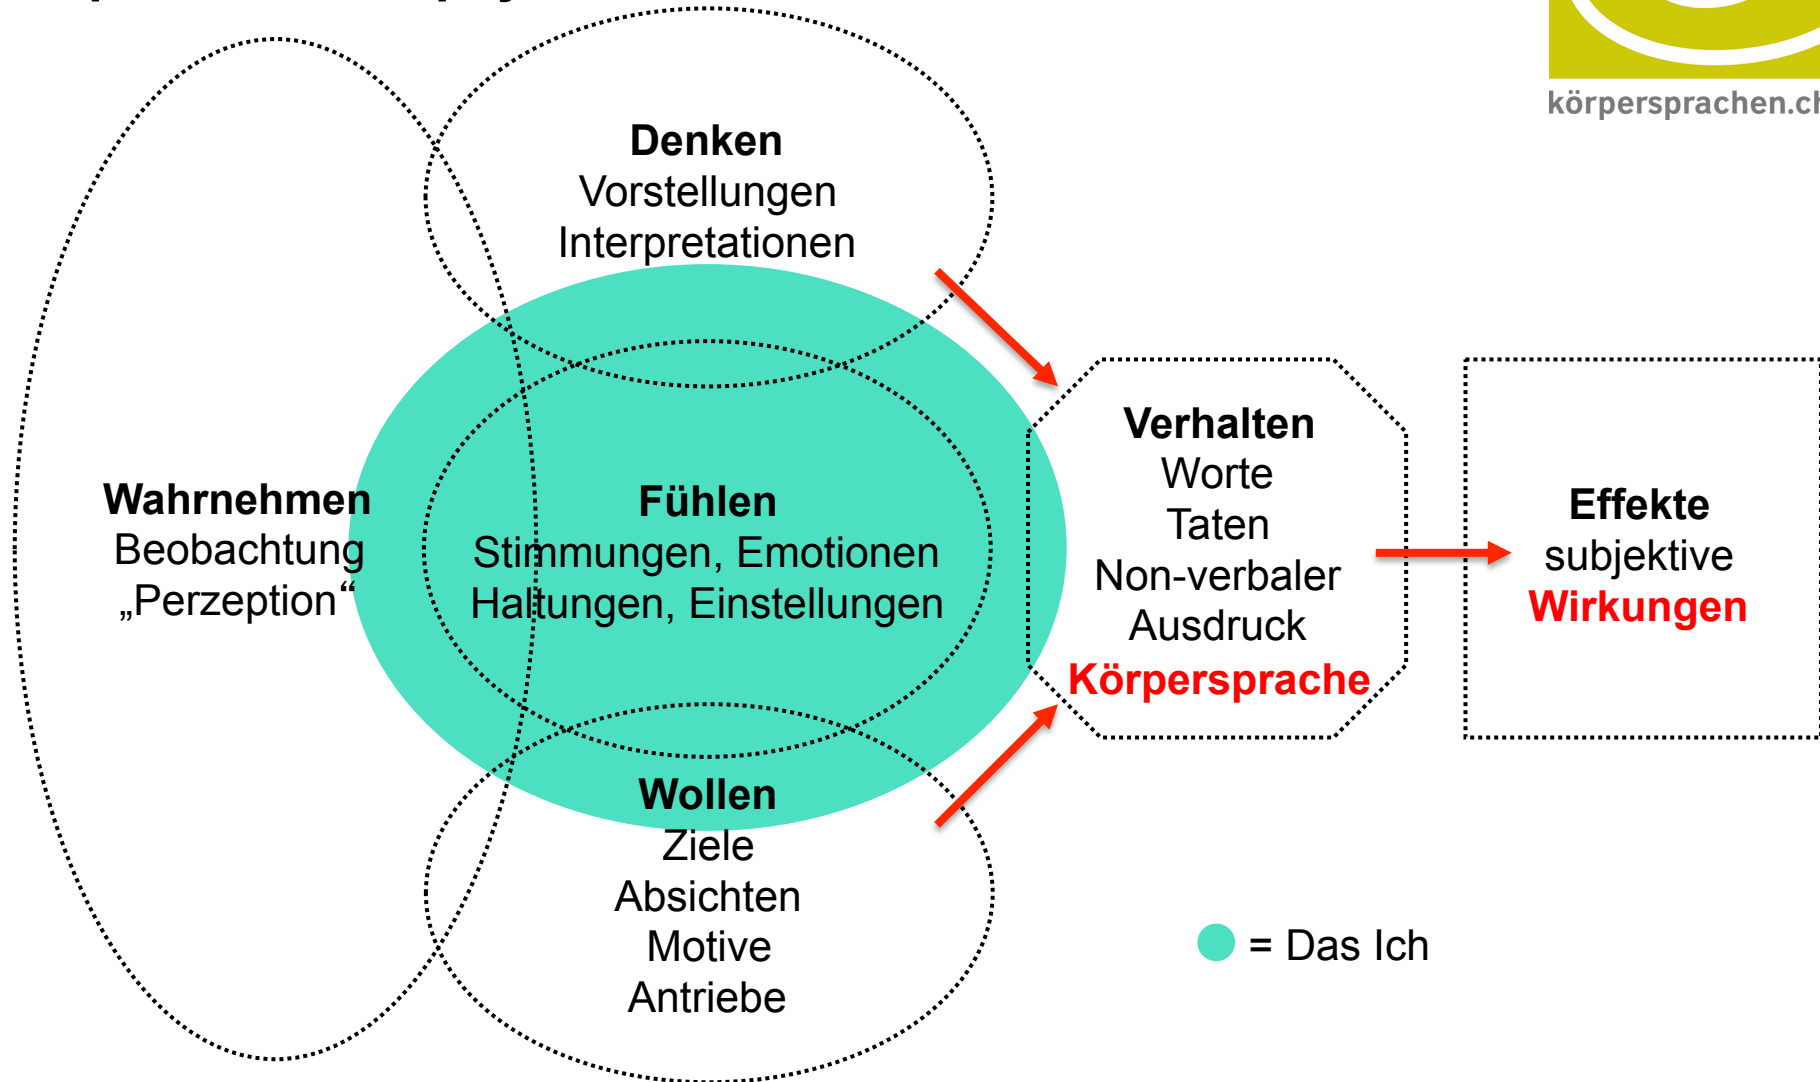 körpersprachen.ch
Denken
Vorstellungen
Interpretationen
Wahrnehmen
Beobachtung
„Perzeption“
Fühlen
Stimmungen, Emotionen
Haltungen, Einstellungen
Wollen
Ziele
Absichten
Motive
Antriebe
Verhalten
Worte
Taten
Non-verbaler
Ausdruck
Körpersprache
Effekte
subjektive
Wirkungen
= Das Ich